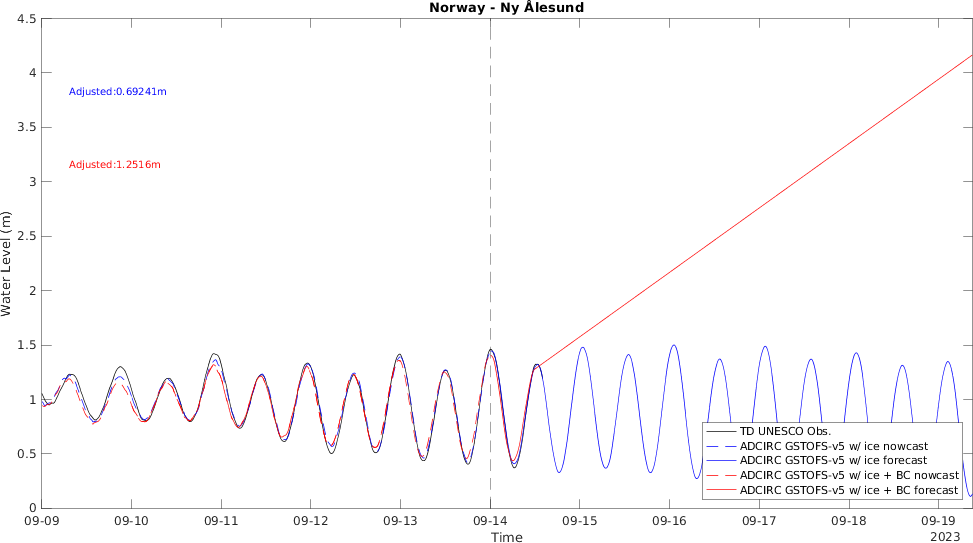 Norway - Ny Ålesund
4.5
4
3.5
3
2.5
2
1.5
1
0.5
0
Water Level (m)
Adjusted:0.69241m
Adjusted:1.2516m
TD UNESCO Obs.
ADCIRC GSTOFS-v5 w/ ice nowcast
ADCIRC GSTOFS-v5 w/ ice forecast
ADCIRC GSTOFS-v5 w/ ice + BC nowcast
ADCIRC GSTOFS-v5 w/ ice + BC forecast
09-09 09-10 09-11 09-12 09-13 09-14 09-15 09-16 09-17 09-18 09-19
Time
2023